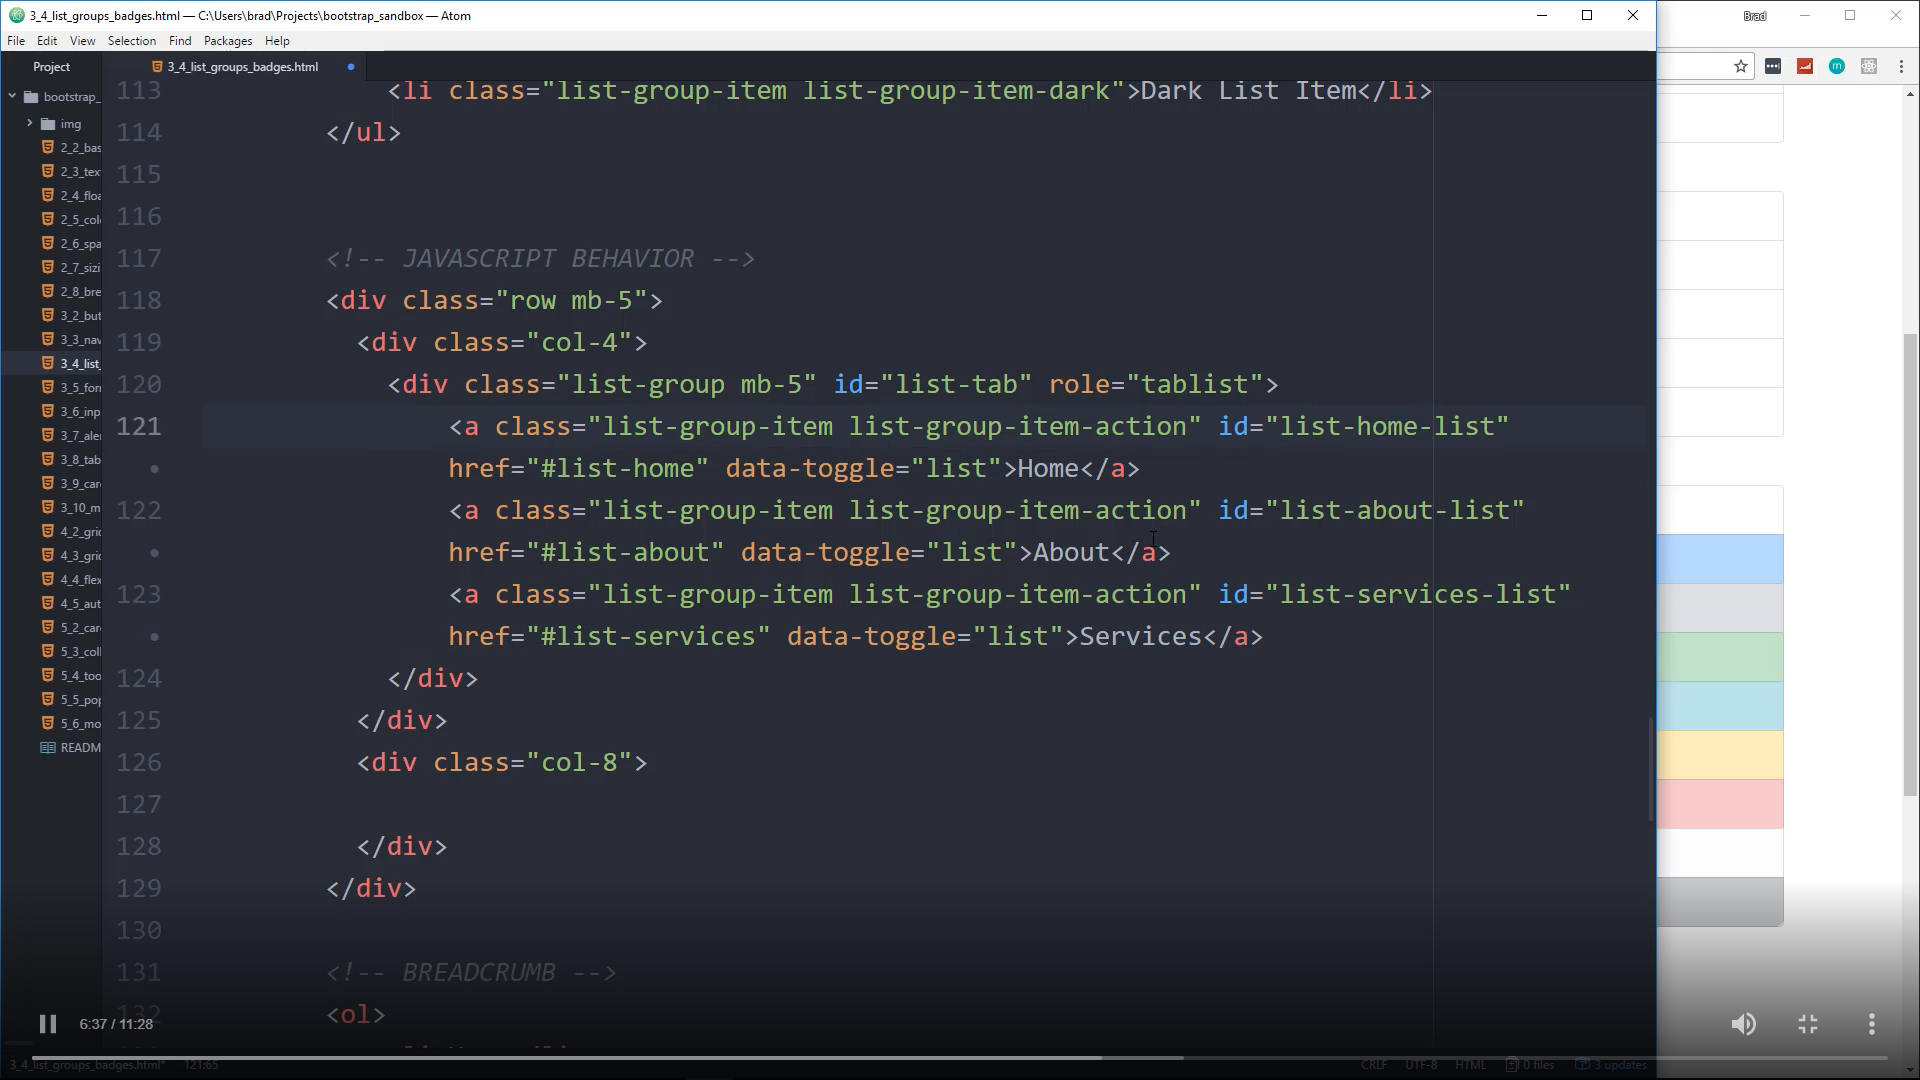 3_4_list_groups_badges.html — C:\Users\brad\Projects\bootstrap_sandbox — Atom
Brad
File Edit View Selection Find Packages Help
Project
3_4_list_groups_badges.html
bootstrap_
img
2_2_bas
2_3_tex
2_4_floa
2_5_colo
2_6_spa
2_7_sizi
2_8_bre
3_2_but
3_3_nav
3_4_list_
3_5_forr
3_6_inp
3_7_aler
3_8_tab
3_9_carc
3_10_m
4_2_gric
4_3_gric
4_4_flex
4_5_aut
5_2_carc
5_3_coll
5_4_too
5_5_pop
5_6_mo
READM
113 <li class="list-group-item list-group-item-dark">Dark List Item</li>
114 </ul>
115
116
117 <!-- JAVASCRIPT BEHAVIOR -->
118 <div class="row mb-5">
119 <div class="col-4">
120 <div class="list-group mb-5" id="list-tab" role="tablist">
121 <a class="list-group-item list-group-item-action" id="list-home-list"
• href="#list-home" data-toggle="list">Home</a>
122 <a class="list-group-item list-group-item-action" id="list-about-list"
• href="#list-about" data-toggle="list">About</a>
123 <a class="list-group-item list-group-item-action" id="list-services-list"
• href="#list-services" data-toggle="list">Services</a>
124 </div>
125 </div>
126 <div class="col-8">
127
128 </div>
129 </div>
130
131 <!-- BREADCRUMB -->
132 <ol>
6:37 / 11:28
3_4_list_groups_badges.html* 121:65 CRLF UTF-8 HTML 0 files 3 updates